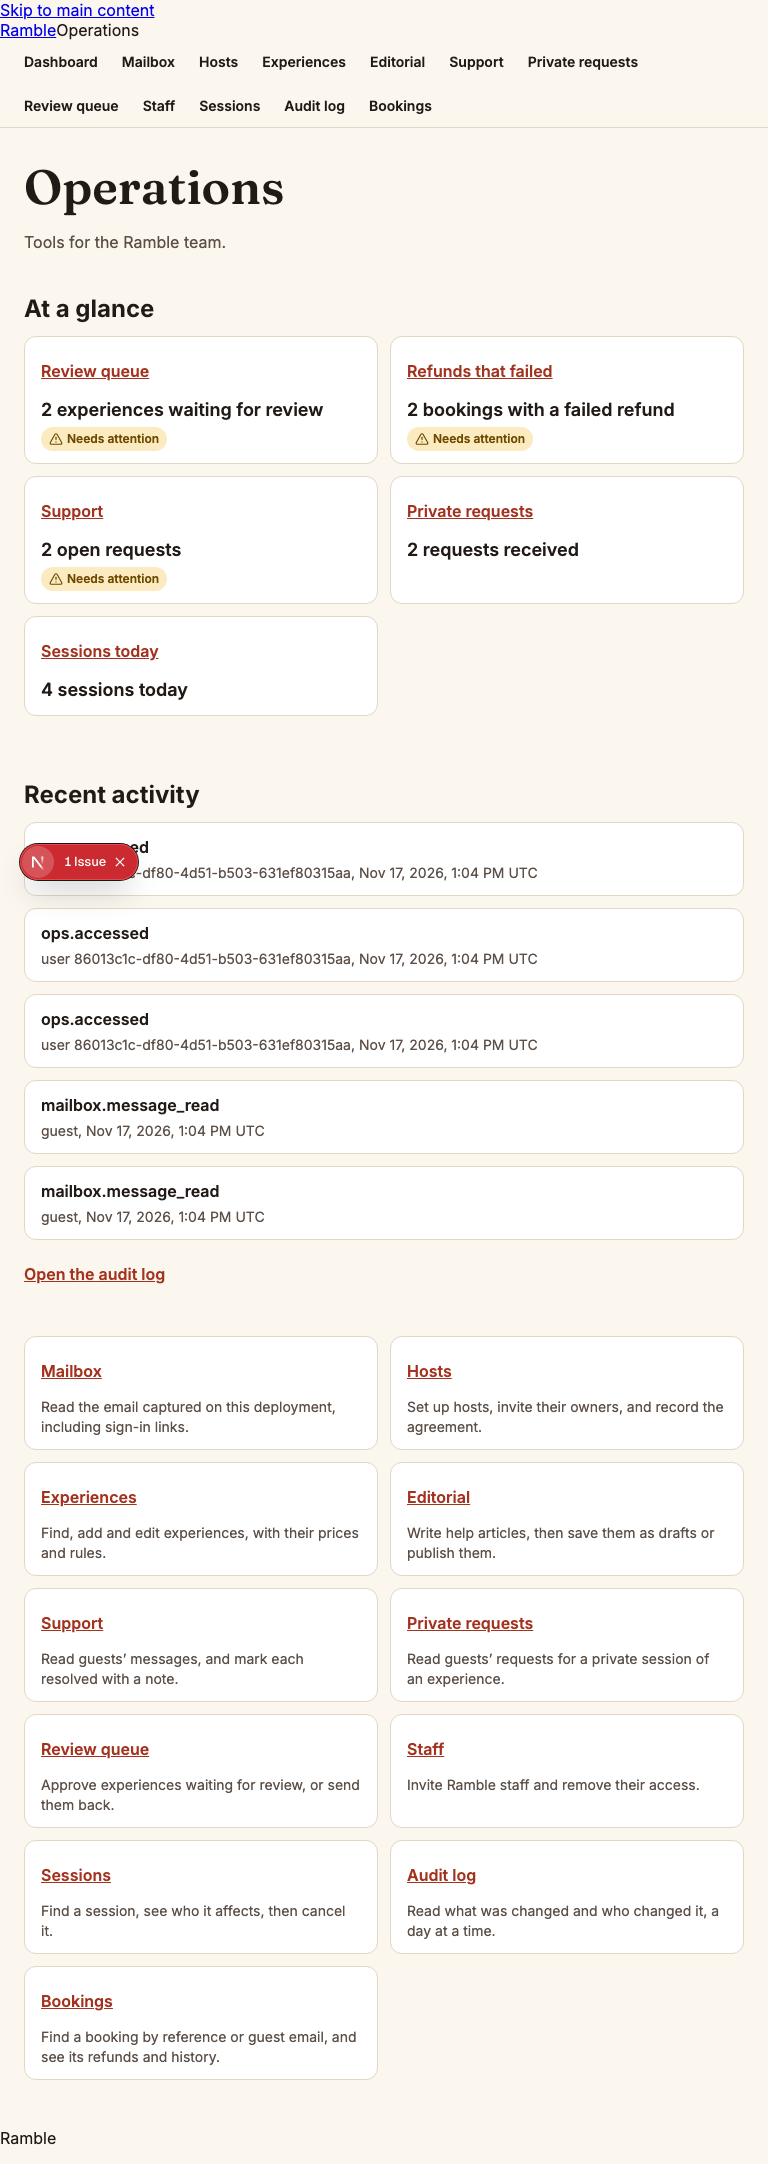 Skip to main content
RambleOperations
Dashboard Mailbox Hosts Experiences Editorial Support Private requests
Review queue Staff Sessions Audit log Bookings
Operations
Tools for the Ramble team.
At a glance
Review queue
2 experiences waiting for review
Needs attention
Refunds that failed
2 bookings with a failed refund
Needs attention
Support
2 open requests
Needs attention
Private requests
2 requests received
Sessions today
4 sessions today
Recent activity
1 Issue
-df80-4d51-b503-631ef80315aa, Nov 17, 2026, 1:04 PM UTC
ops.accessed
user 86013c1c-df80-4d51-b503-631ef80315aa, Nov 17, 2026, 1:04 PM UTC
ops.accessed
user 86013c1c-df80-4d51-b503-631ef80315aa, Nov 17, 2026, 1:04 PM UTC
mailbox.message_read
guest, Nov 17, 2026, 1:04 PM UTC
mailbox.message_read
guest, Nov 17, 2026, 1:04 PM UTC
Open the audit log
Mailbox
Read the email captured on this deployment,
including sign-in links.
Hosts
Set up hosts, invite their owners, and record the
agreement.
Experiences
Find, add and edit experiences, with their prices
and rules.
Editorial
Write help articles, then save them as drafts or
publish them.
Support
Read guests’ messages, and mark each
resolved with a note.
Private requests
Read guests’ requests for a private session of
an experience.
Review queue
Approve experiences waiting for review, or send
them back.
Staff
Invite Ramble staff and remove their access.
Sessions
Find a session, see who it affects, then cancel
it.
Audit log
Read what was changed and who changed it, a
day at a time.
Bookings
Find a booking by reference or guest email, and
see its refunds and history.
Ramble